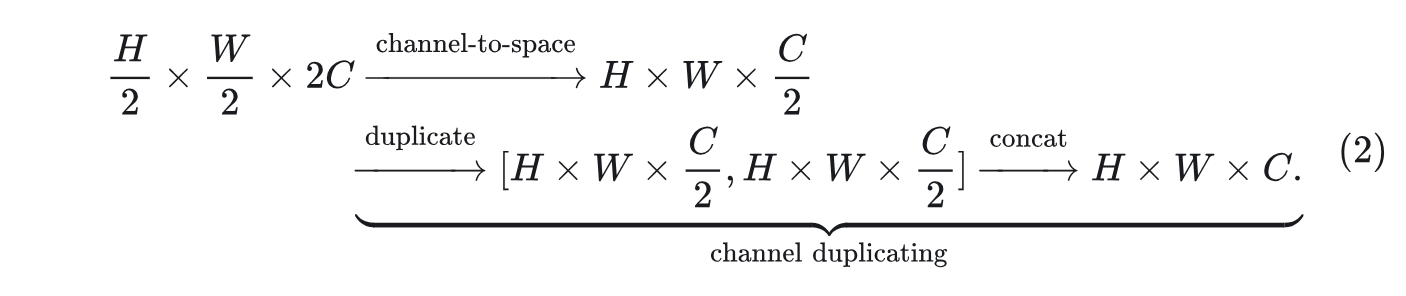 \frac{H}{2} \times \frac{W}{2} \times 2C \xrightarrow{\text{channel-to-space}} H \times W \times \frac{C}{2}
\underbrace{\xrightarrow{\text{duplicate}} [H \times W \times \frac{C}{2}, H \times W \times \frac{C}{2}] \xrightarrow{\text{concat}} H \times W \times C.}_{\text{channel duplicating}} (2)